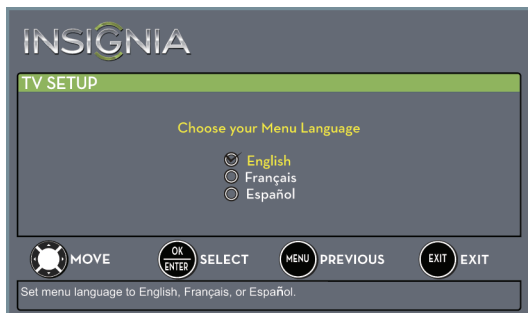 INSIGNIA
TV SETUP
Choose your Menu Language
English
Français
Español
MOVE
OK
ENTER
SELECT
MENU
PREVIOUS
EXIT
EXIT
Set menu language to English, Français, or Español.